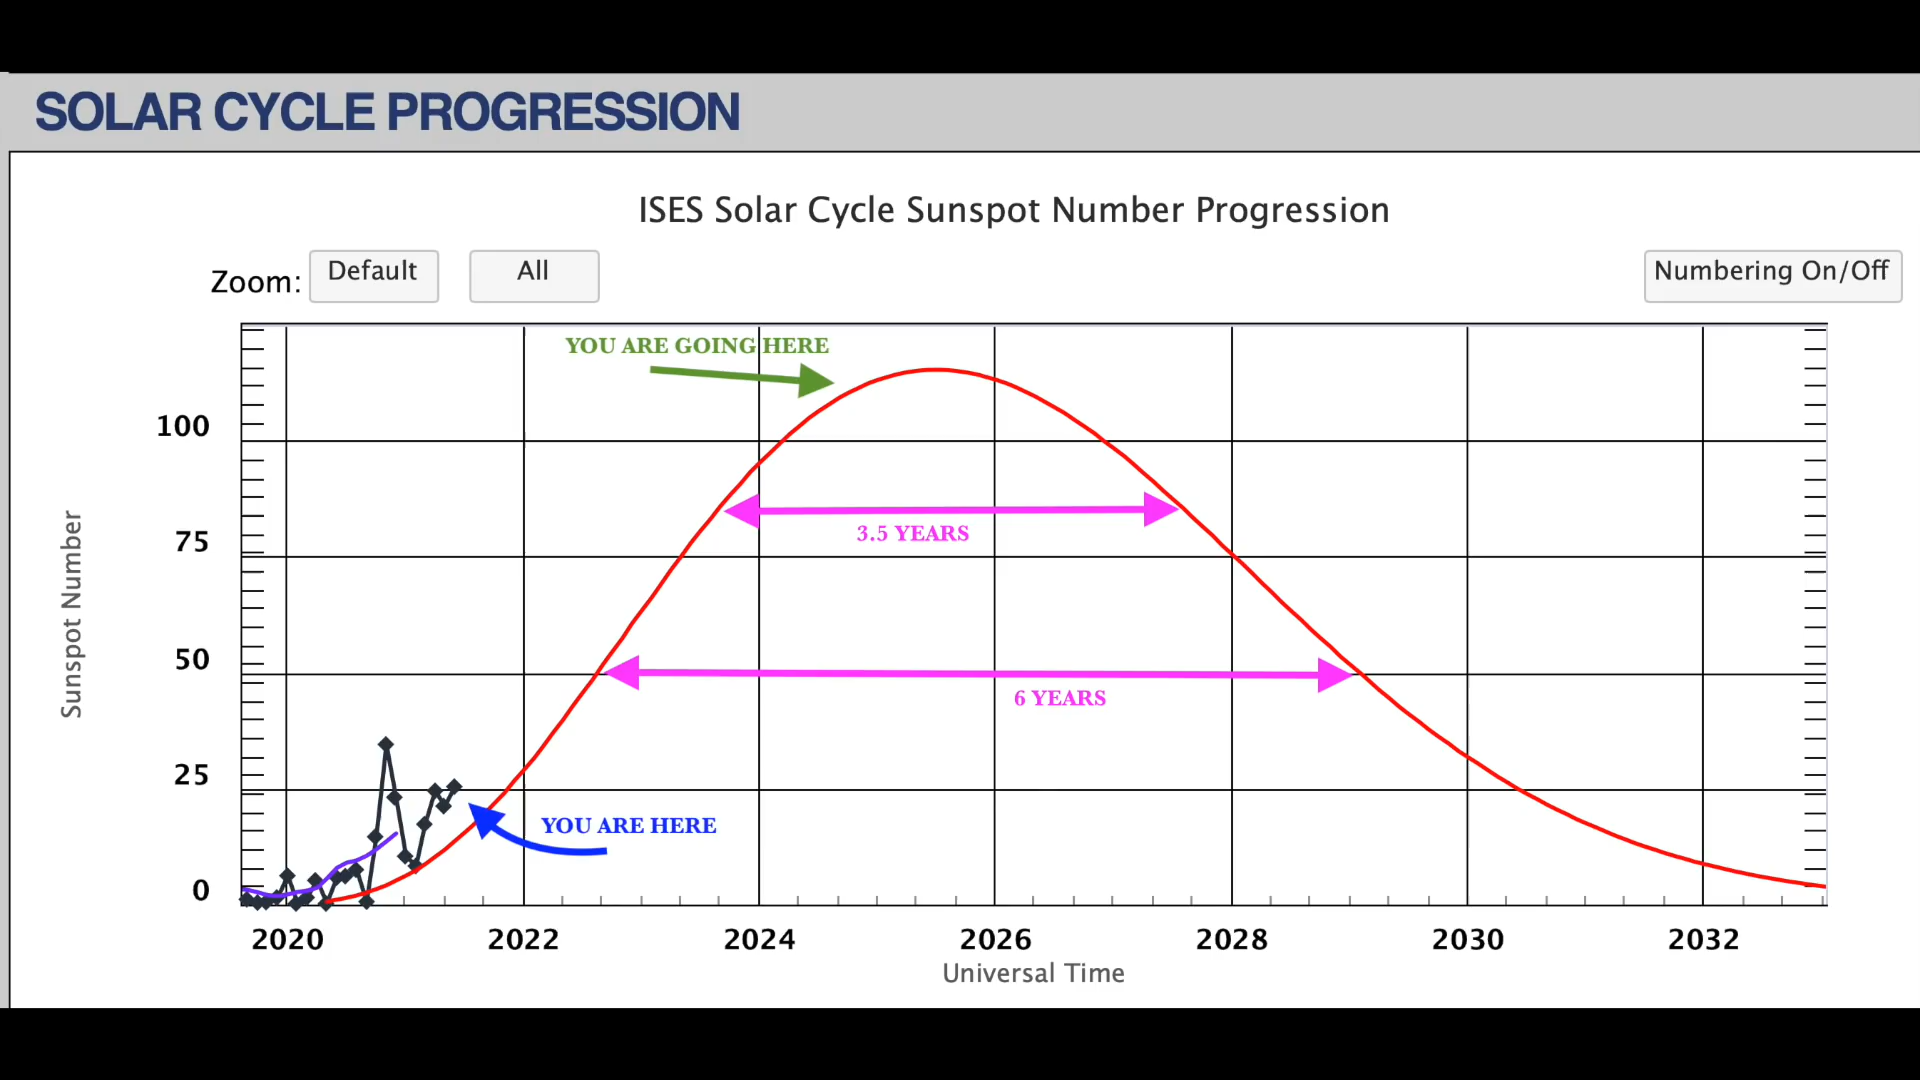 SOLAR CYCLE PROGRESSION
ISES Solar Cycle Sunspot Number Progression
Zoom: Default All Numbering On/Off
YOU ARE GOING HERE
100
75
50
25
0
Sunspot Number
3.5 YEARS
6 YEARS
YOU ARE HERE
2020 2022 2024 2026 2028 2030 2032
Universal Time